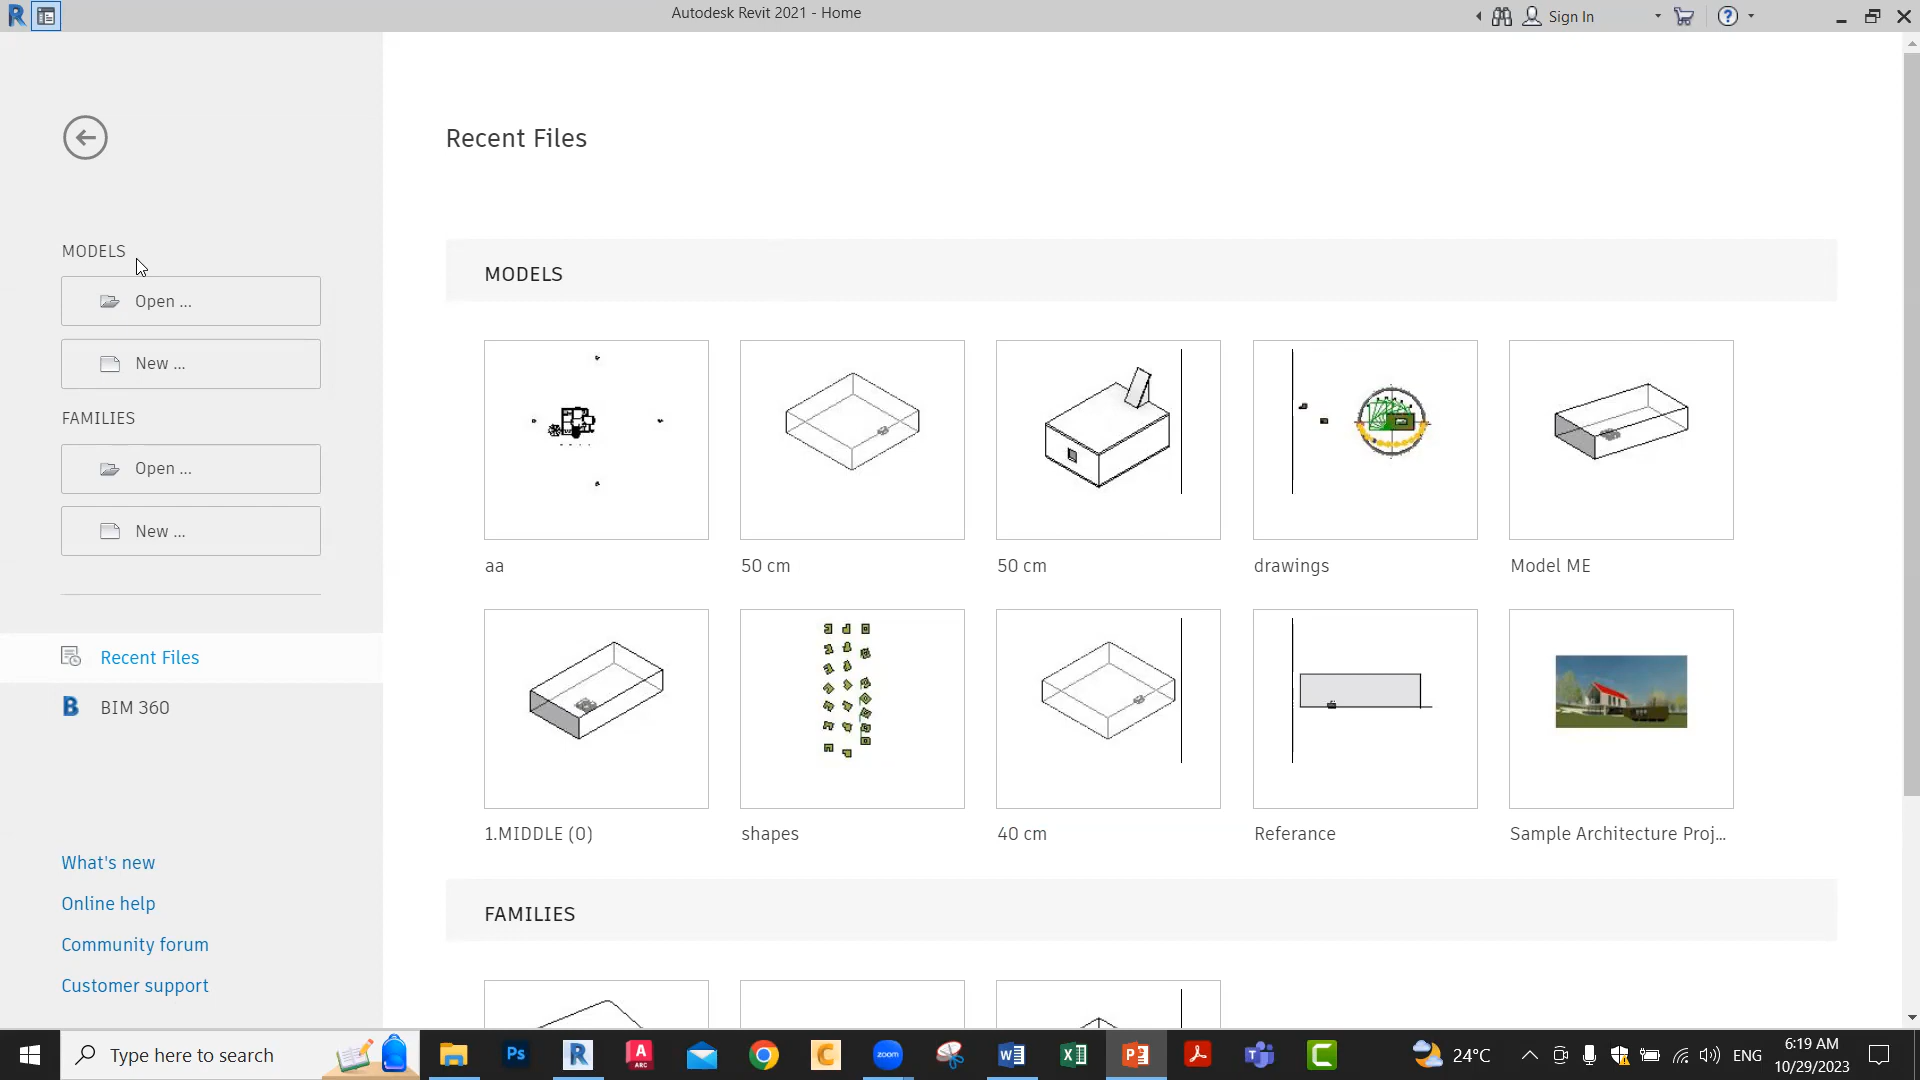 Autodesk Revit 2021 - Home
Sign In
Recent Files
MODELS
Open ...
New ...
FAMILIES
Open ...
New ...
Recent Files
BIM 360
What's new
Online help
Community forum
Customer support
MODELS
aa
50 cm
50 cm
drawings
Model ME
1.MIDDLE (0)
shapes
40 cm
Referance
Sample Architecture Proj...
FAMILIES
Type here to search
Ps
R
A
ARC
C
zoom
24°C
ENG
6:19 AM
10/29/2023